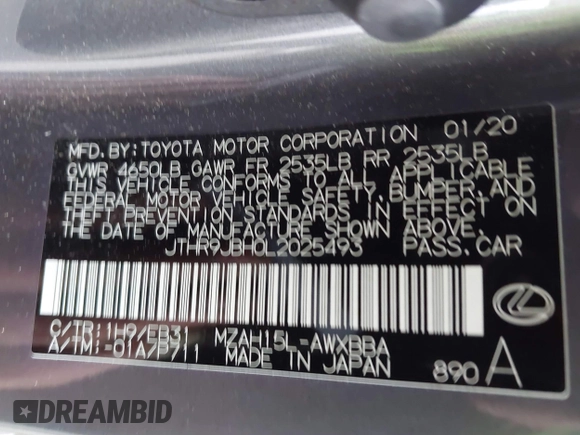 MFD.BY:TOYOTA MOTOR CORPORATION 01/20
GVWR 4650LB GAWR FR 2535LB RR 2535LB
THIS VEHICLE CONFORMS TO ALL APPLICABLE
FEDERAL MOTOR VEHICLE SAFETY, BUMPER, AND
THEFT PREVENTION STANDARDS IN EFFECT ON
THE DATE OF MANUFACTURE SHOWN ABOVE.
JTHR9JBH0L2025493 PASS.CAR
C/TR:1H9/EB31 MZAH15L-AWXBBA
A/TM:-01A/P711 MADE IN JAPAN 890 A
DREAMBID